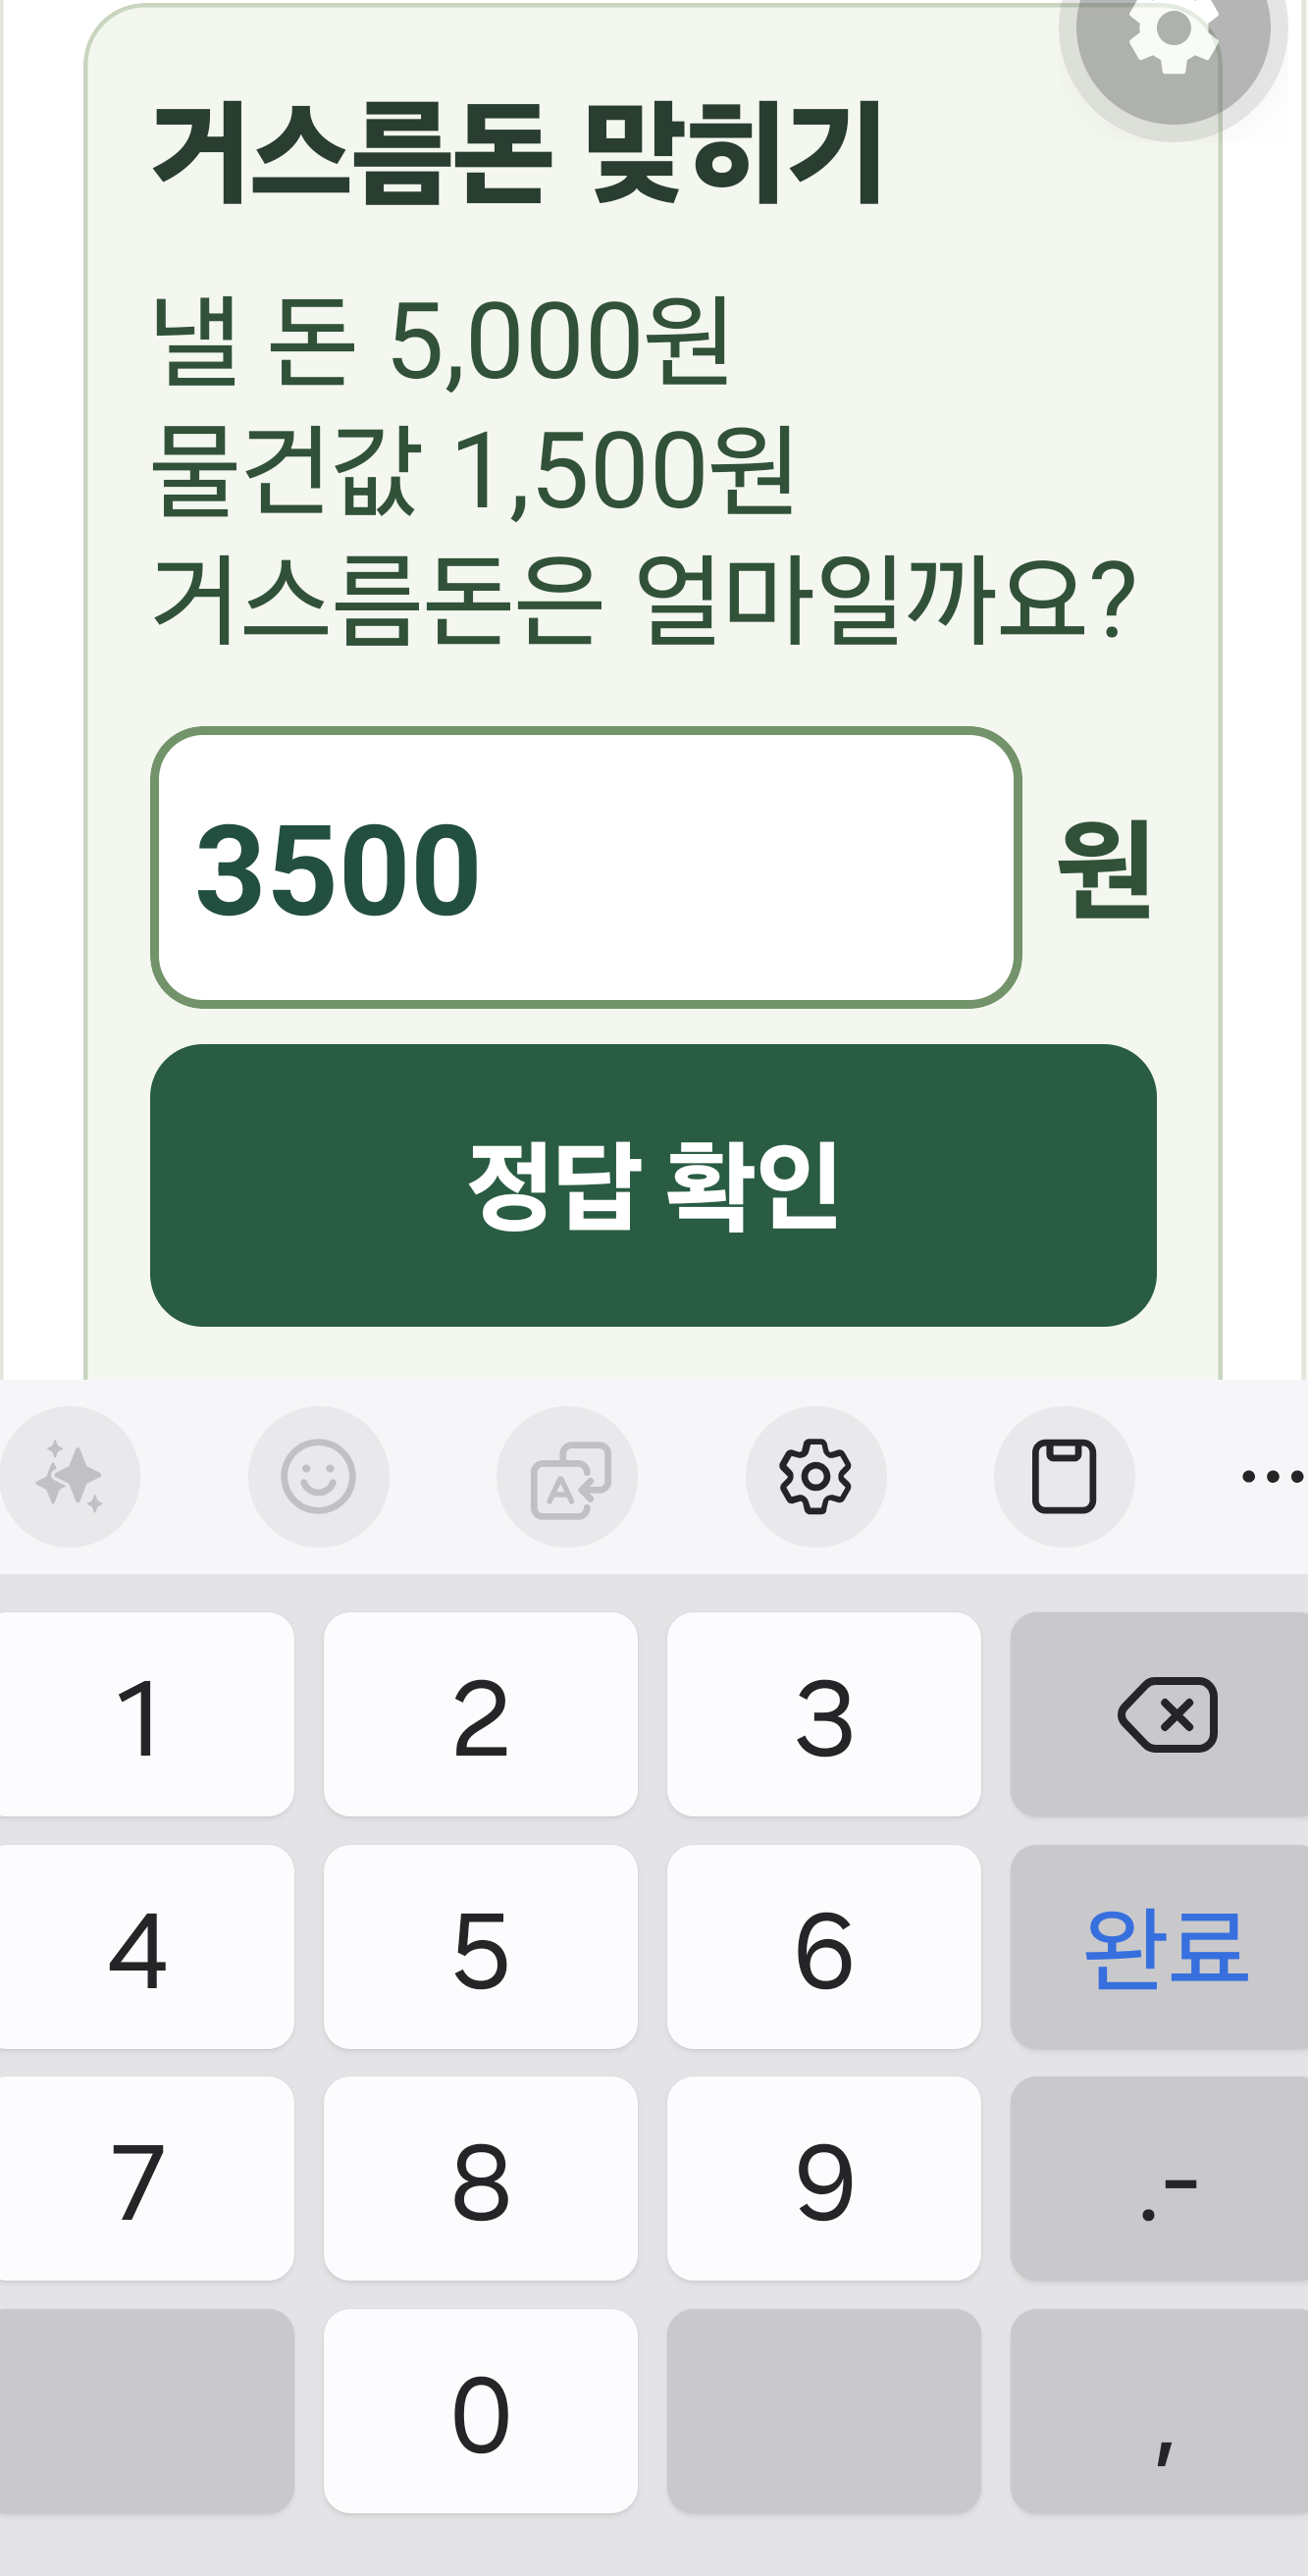 거스름돈 맞히기
낼 돈 5,000원
물건값 1,500원
거스름돈은 얼마일까요?
3500 원
정답 확인
A
1 2 3
4 5 6 완료
7 8 9 .-
0 ,